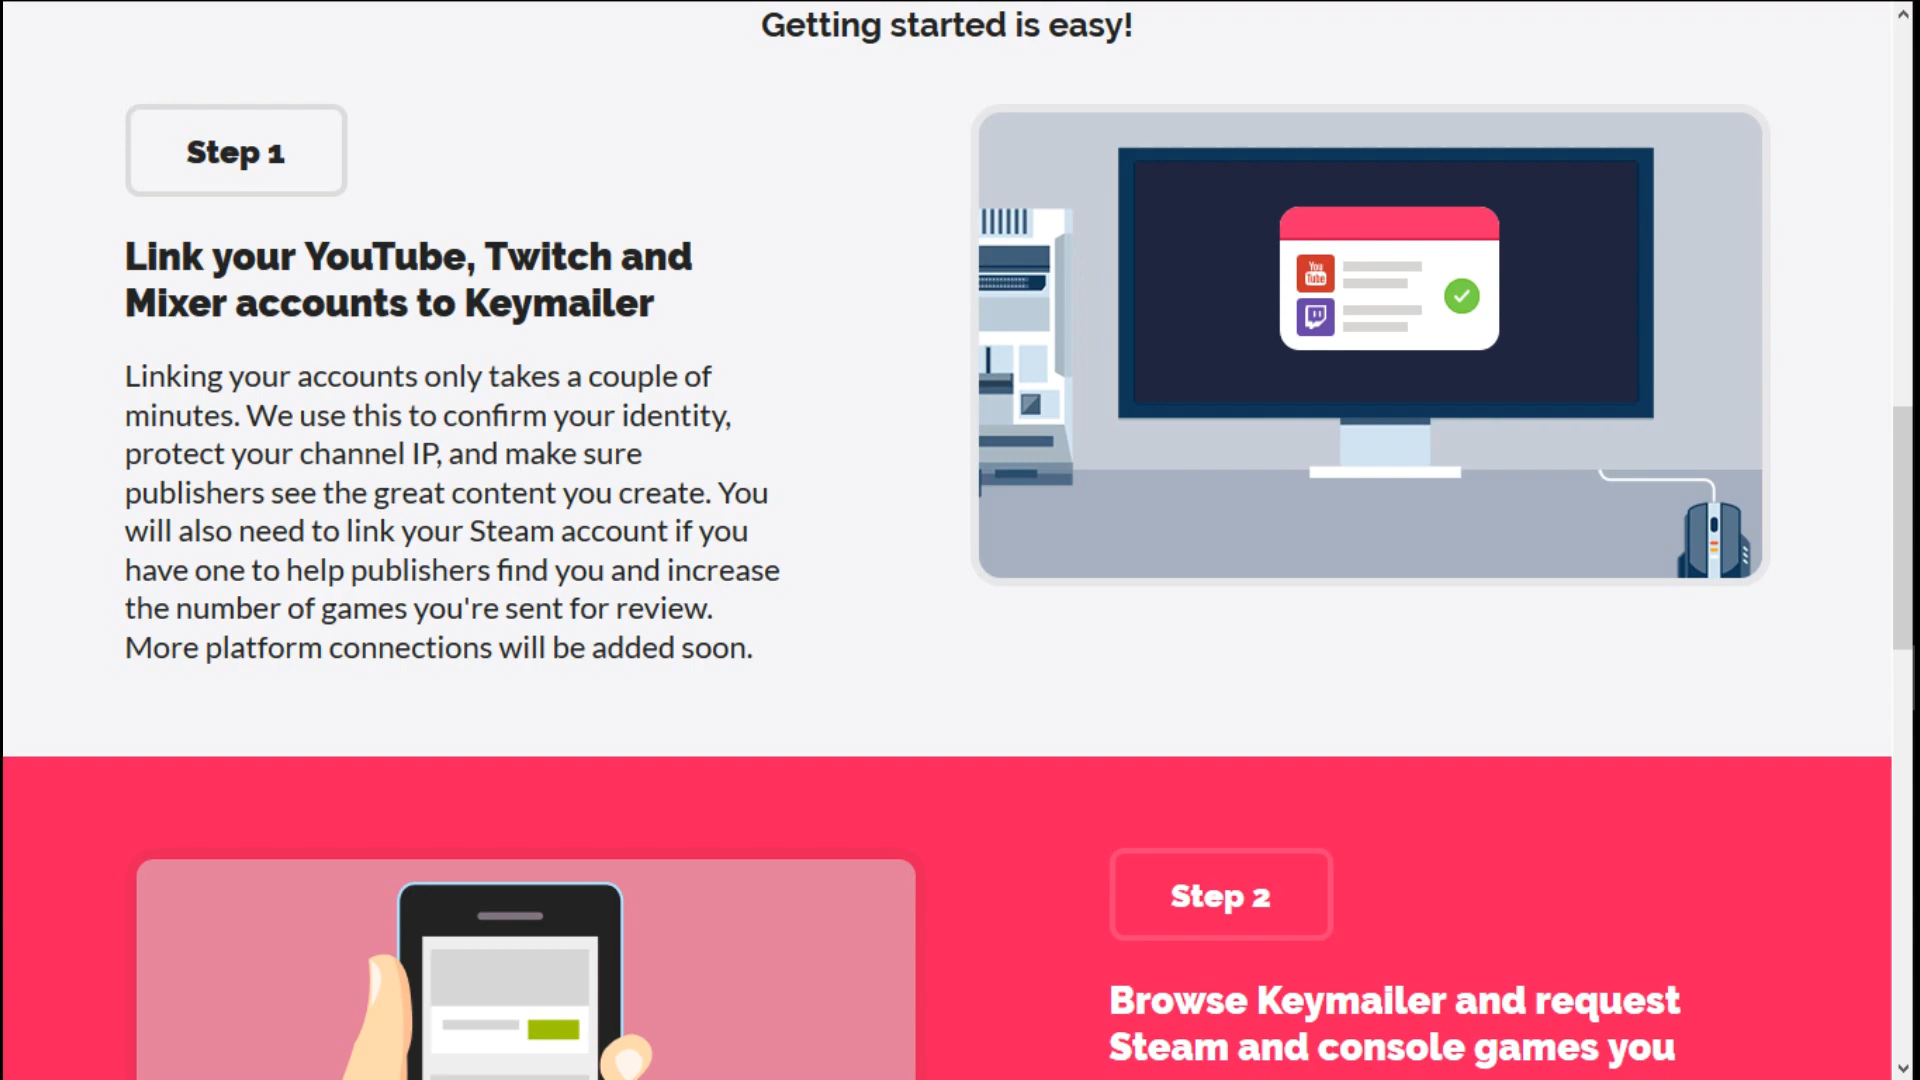 Getting started is easy!
Step 1
Link your YouTube, Twitch and
Mixer accounts to Keymailer
Linking your accounts only takes a couple of
minutes. We use this to confirm your identity,
protect your channel IP, and make sure
publishers see the great content you create. You
will also need to link your Steam account if you
have one to help publishers find you and increase
the number of games you're sent for review.
More platform connections will be added soon.
You
Tube
Step 2
Browse Keymailer and request
Steam and console games you